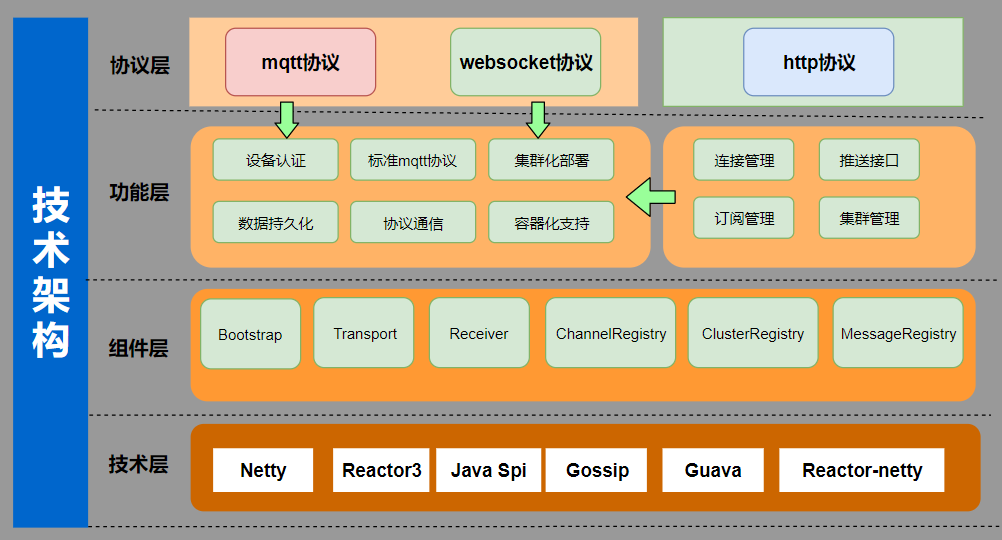 技术架构
协议层
mqtt协议
websocket协议
http协议
功能层
设备认证
标准mqtt协议
集群化部署
连接管理
推送接口
数据持久化
协议通信
容器化支持
订阅管理
集群管理
组件层
Bootstrap
Transport
Receiver
ChannelRegistry
ClusterRegistry
MessageRegistry
技术层
Netty
Reactor3
Java Spi
Gossip
Guava
Reactor-netty